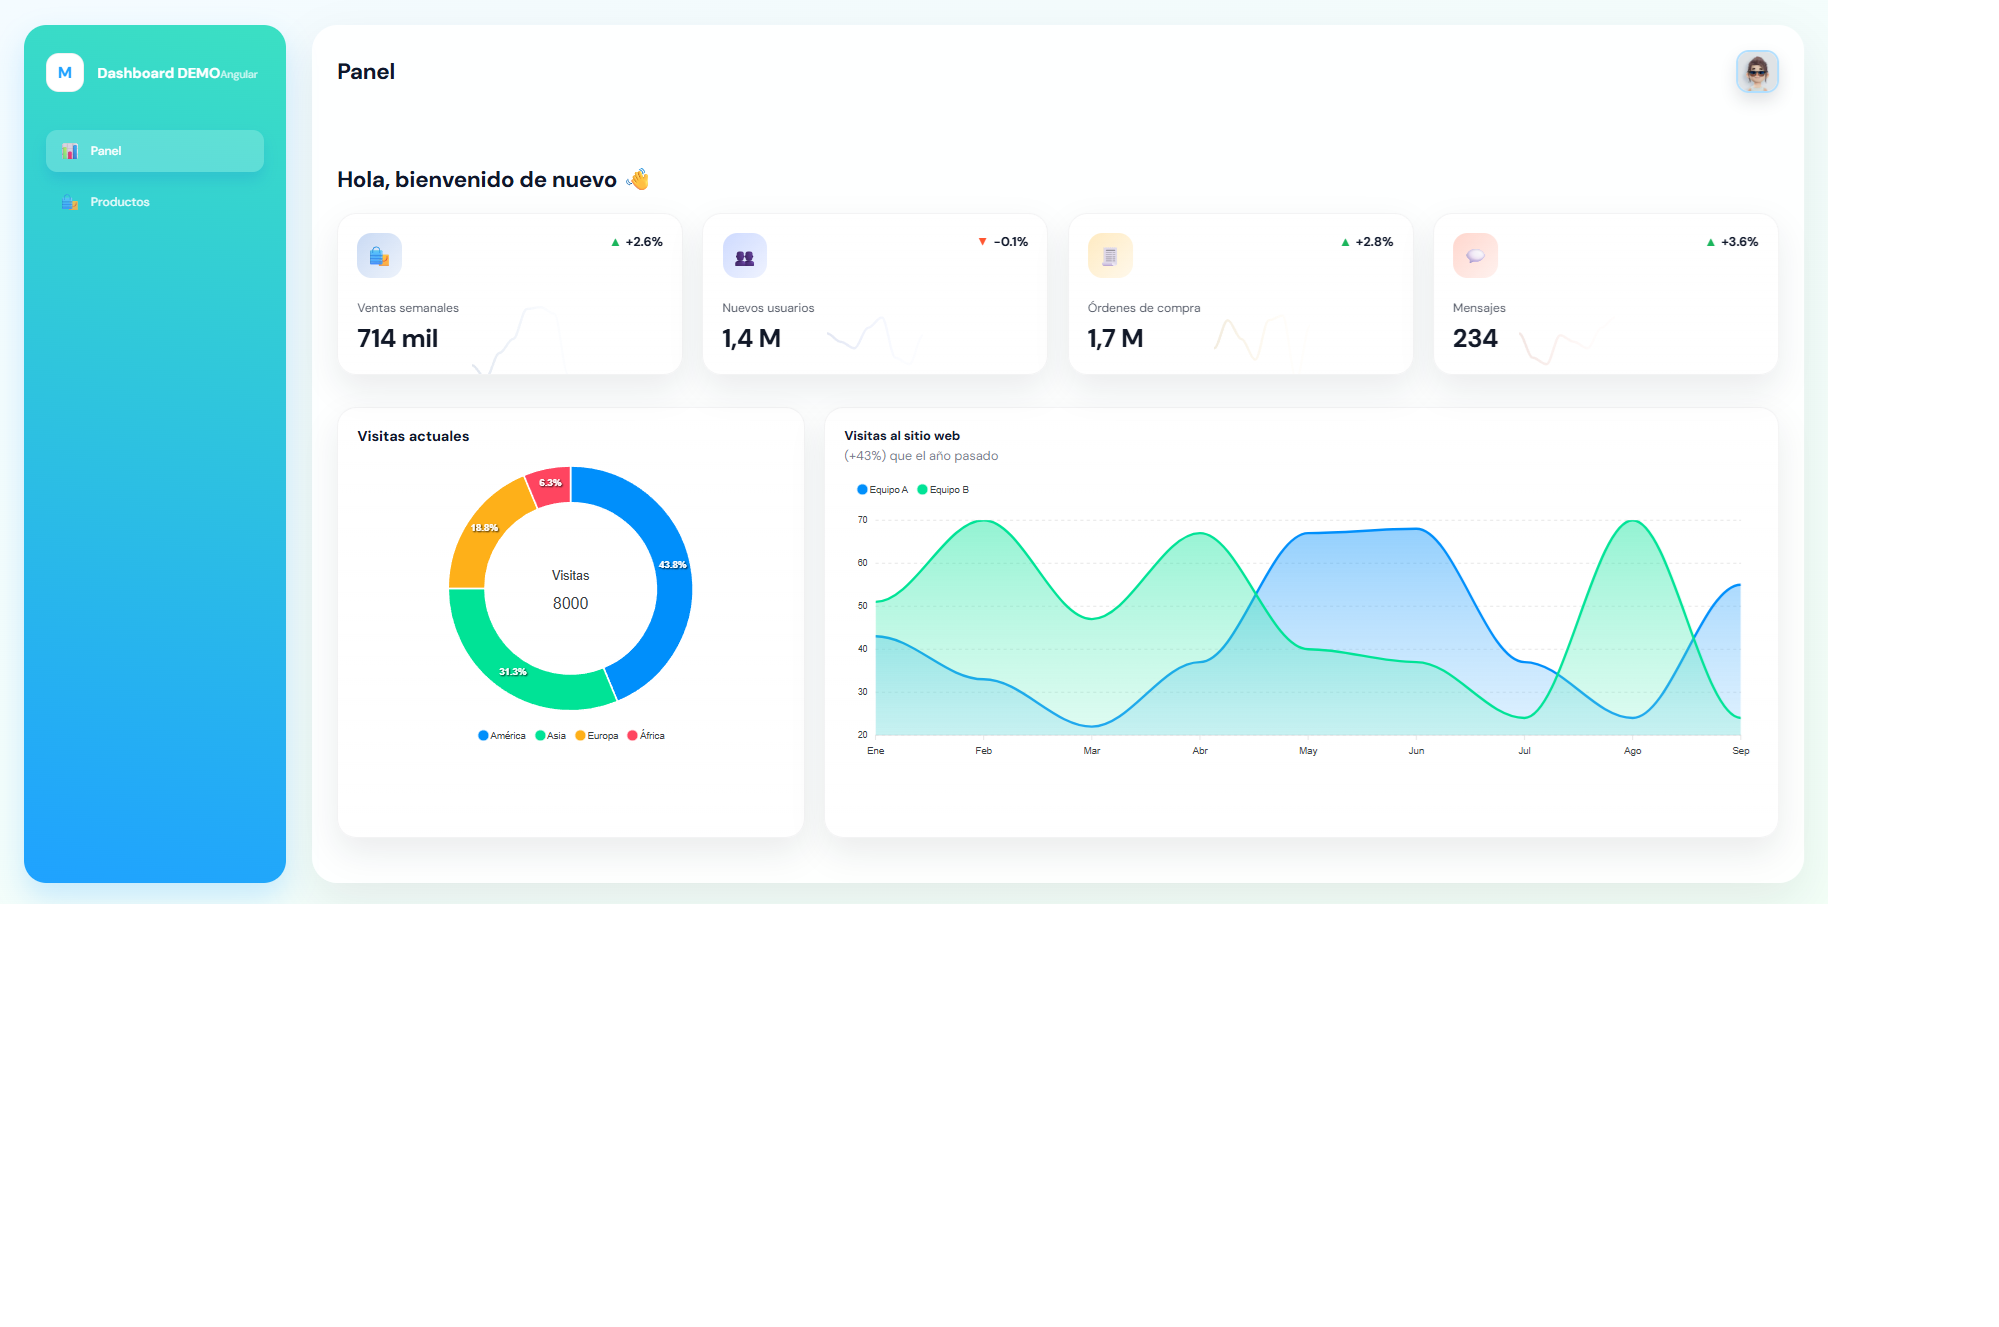 M Dashboard DEMOAngular
Panel
Productos
Panel
Hola, bienvenido de nuevo 👋
▲ +2.6%
Ventas semanales
714 mil
▼ -0.1%
Nuevos usuarios
1,4 M
▲ +2.8%
Órdenes de compra
1,7 M
▲ +3.6%
Mensajes
234
Visitas actuales
6.3%
18.8%
43.8%
31.3%
Visitas
8000
América Asia Europa África
Visitas al sitio web
(+43%) que el año pasado
Equipo A Equipo B
70
60
50
40
30
20
Ene Feb Mar Abr May Jun Jul Ago Sep